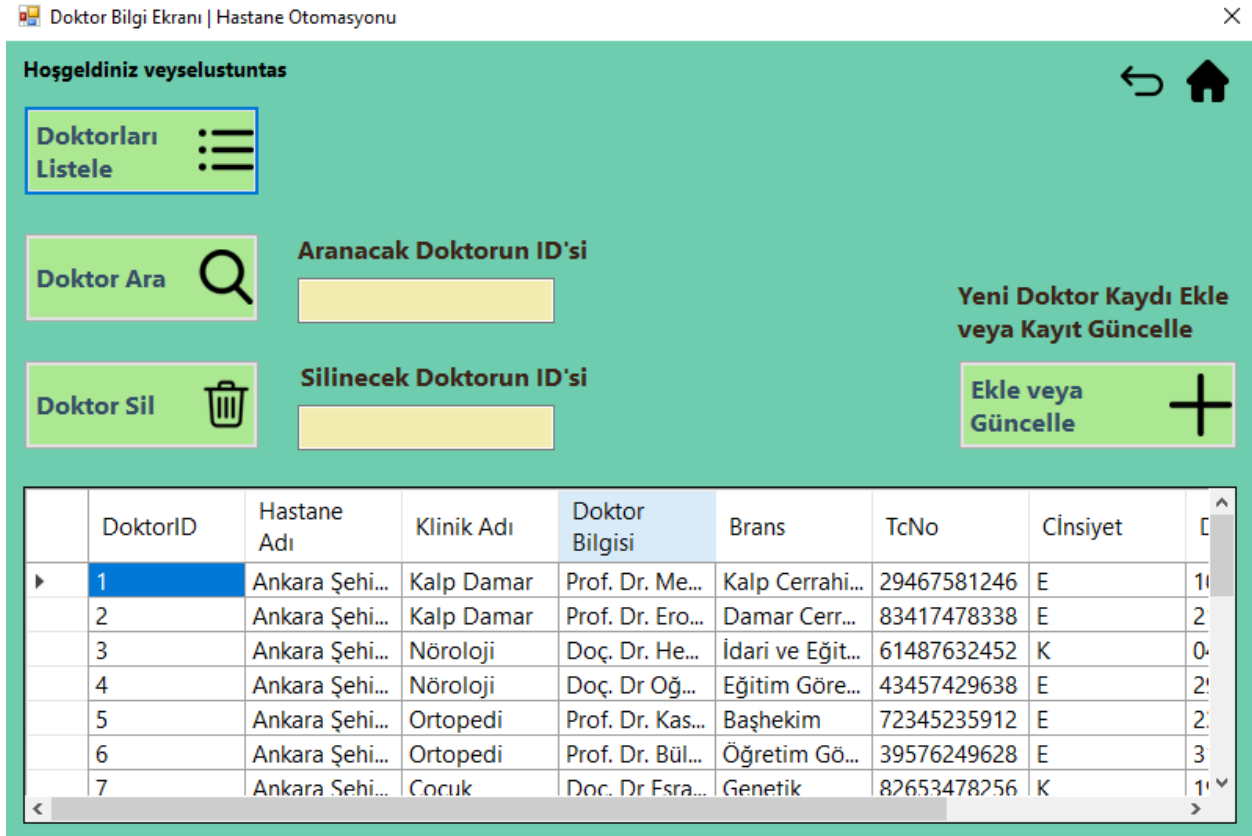 Doktor Bilgi Ekranı | Hastane Otomasyonu
Hoşgeldiniz veyselustuntas
Doktorları
Listele
Doktor Ara
Aranacak Doktorun ID'si
Yeni Doktor Kaydı Ekle
veya Kayıt Güncelle
Doktor Sil
Silinecek Doktorun ID'si
Ekle veya
Güncelle
DoktorID Hastane Adı Klinik Adı Doktor Bilgisi Brans TcNo Cİnsiyet
1 Ankara Şehi... Kalp Damar Prof. Dr. Me... Kalp Cerrahi... 29467581246 E
2 Ankara Şehi... Kalp Damar Prof. Dr. Ero... Damar Cerr... 83417478338 E
3 Ankara Şehi... Nöroloji Doç. Dr. He... İdari ve Eğit... 61487632452 K
4 Ankara Şehi... Nöroloji Doç. Dr Oğ... Eğitim Göre... 43457429638 E
5 Ankara Şehi... Ortopedi Prof. Dr. Kas... Başhekim 72345235912 E
6 Ankara Şehi... Ortopedi Prof. Dr. Bül... Öğretim Gö... 39576249628 E
7 Ankara Şehi... Çocuk Doç. Dr Esra... Genetik 82653478256 K